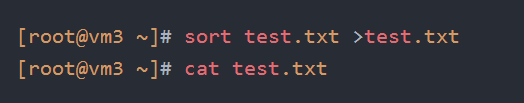 [root@vm3 ~]# sort test.txt >test.txt
[root@vm3 ~]# cat test.txt